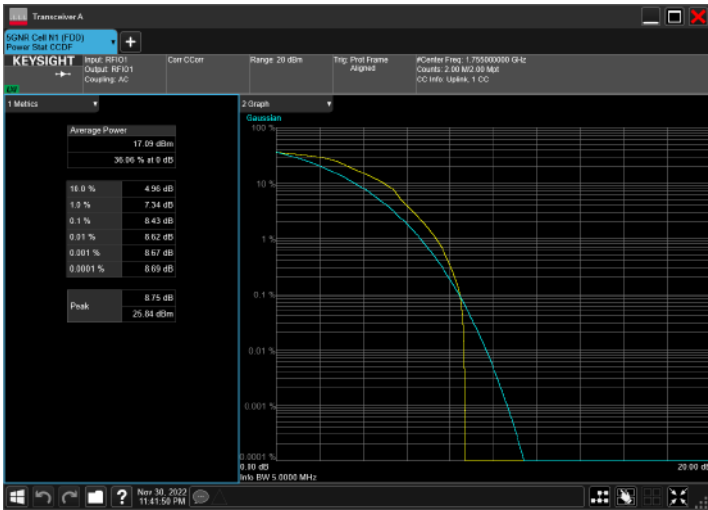 Transceiver A
5GNR Cell N1 (FDD)
Power Stat CCDF
KEYSIGHT
Input: RFIO1
Output: RFIO1
Coupling: AC
Corr CCorr
Range: 20 dBm
Trig: Prot Frame
Aligned
#Center Freq: 1.755000000 GHz
Counts: 2.00 M/2.00 Mpt
CC Info: Uplink, 1 CC
1 Metrics
Average Power
17.09 dBm
36.06 % at 0 dB
10.0 % 4.96 dB
1.0 % 7.34 dB
0.1 % 8.43 dB
0.01 % 8.62 dB
0.001 % 8.67 dB
0.0001 % 8.69 dB
Peak 8.75 dB
25.84 dBm
2 Graph
Gaussian
100 %
10 %
1 %
0.1 %
0.01 %
0.001 %
0.0001 %
0.00 dB
20.00 dB
Info BW 5.0000 MHz
?
Nov 30, 2022
11:41:50 PM